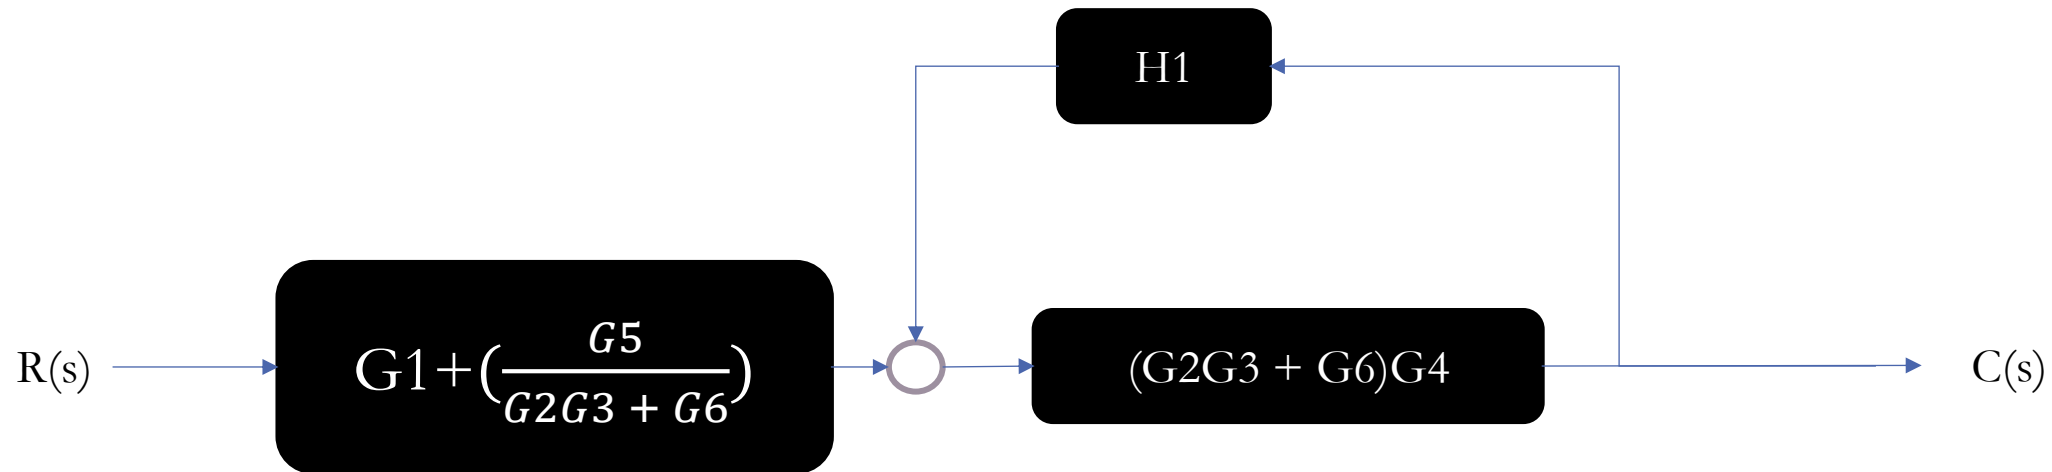 H1
R(s)
G1+(G5/(G2G3 + G6))
(G2G3 + G6)G4
C(s)